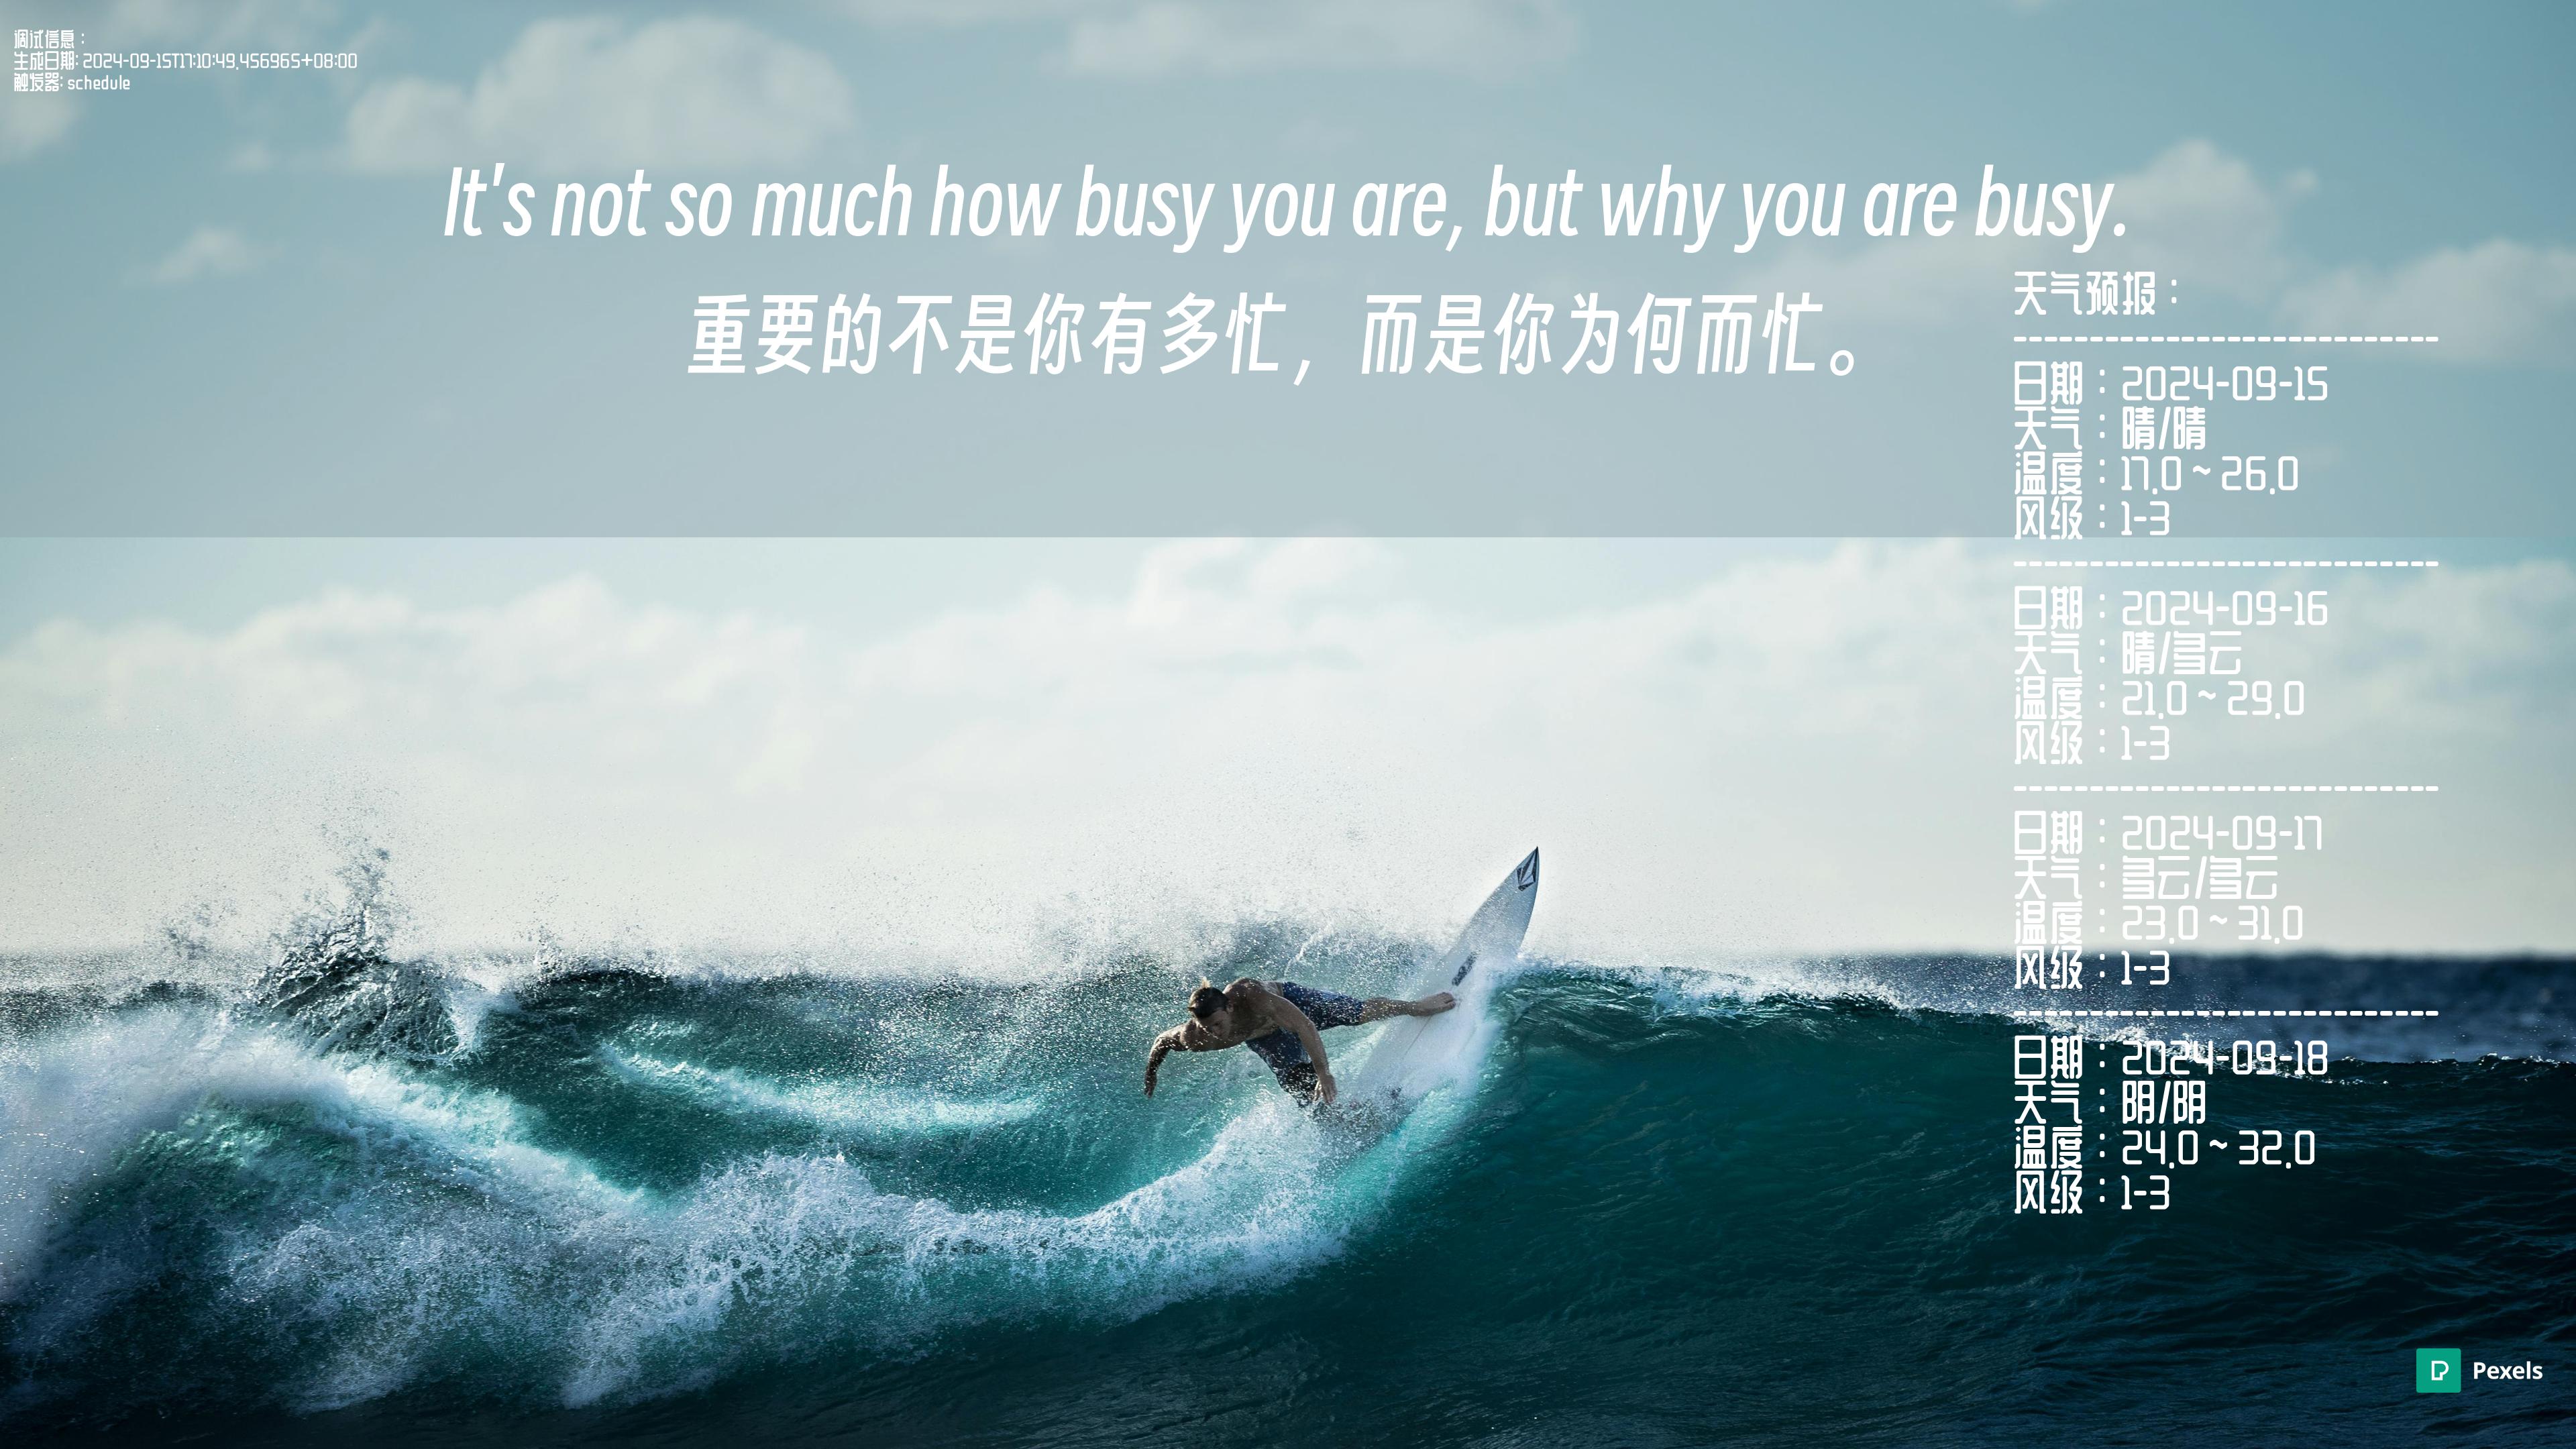 调试信息：
生成日期: 2024-09-15T17:10:49.456965+08:00
触发器: schedule
It's not so much how busy you are, but why you are busy.
重要的不是你有多忙，而是你为何而忙。
天气预报：
----------------------------
日期：2024-09-15
天气：晴/晴
温度：17.0 ~ 26.0
风级：1-3
----------------------------
日期：2024-09-16
天气：晴/多云
温度：21.0 ~ 29.0
风级：1-3
----------------------------
日期：2024-09-17
天气：多云/多云
温度：23.0 ~ 31.0
风级：1-3
----------------------------
日期：2024-09-18
天气：阴/阴
温度：24.0 ~ 32.0
风级：1-3
Pexels